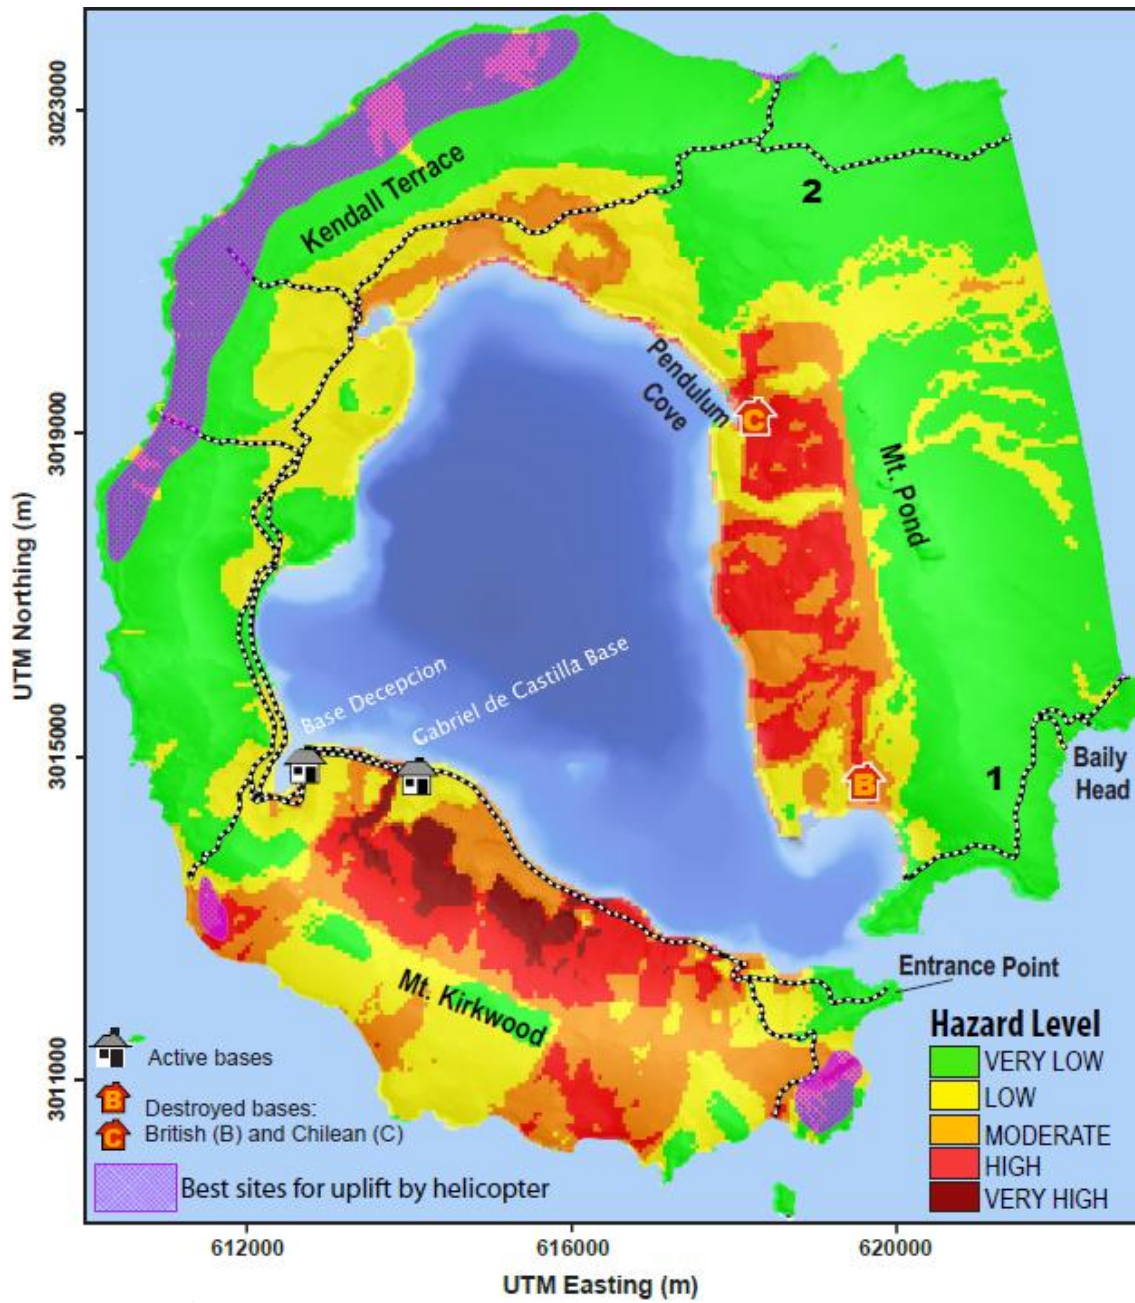 3023000
Kendall Terrace
2
Pendulum
Cove
C
3019000
Mt. Pond
UTM Northing (m)
Base Decepcion
Gabriel de Castilla Base
3015000
B
1
Baily
Head
Mt. Kirkwood
Entrance Point
3011000
Active bases
B
Destroyed bases:
C
British (B) and Chilean (C)
Best sites for uplift by helicopter
Hazard Level
VERY LOW
LOW
MODERATE
HIGH
VERY HIGH
612000
616000
620000
UTM Easting (m)